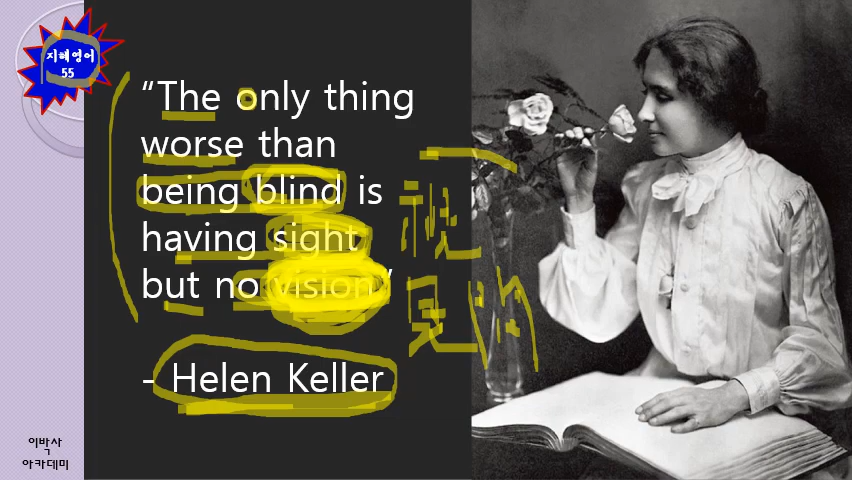 지혜영어
55
“The only thing
worse than
being blind is
having sight
but no vision”
- Helen Keller
이박사
아카데미